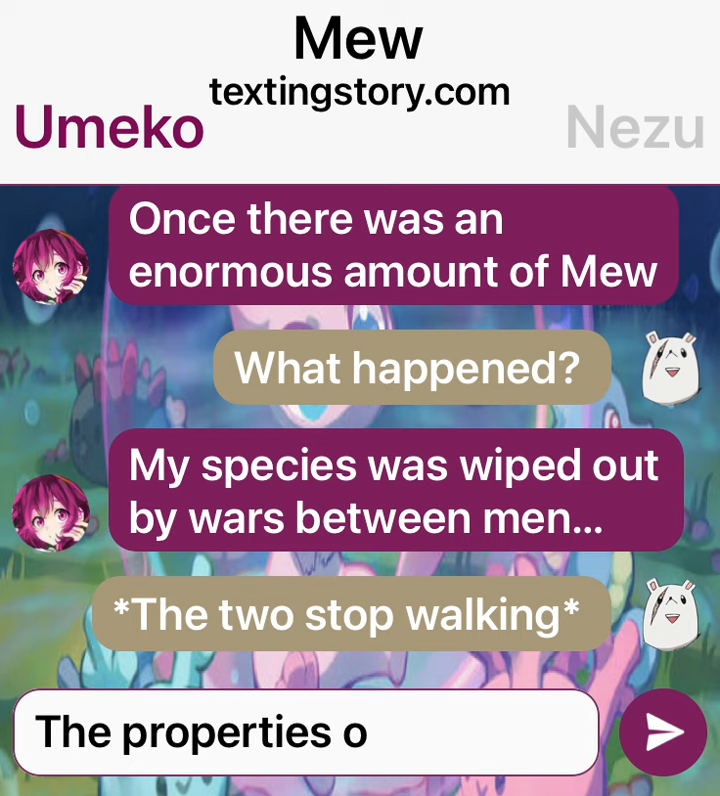 Mew
textingstory.com
Umeko
Nezu
Once there was an
enormous amount of Mew
What happened?
My species was wiped out
by wars between men...
*The two stop walking*
The properties o